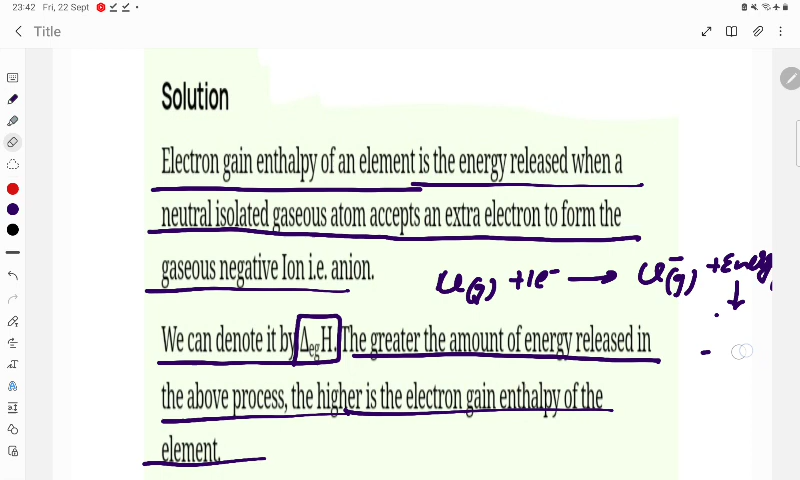 23:42 Fri, 22 Sept
Title
Solution
Electron gain enthalpy of an element is the energy released when a
neutral isolated gaseous atom accepts an extra electron to form the
gaseous negative Ion i.e. anion.
Cl(g) + 1e⁻ → Cl⁻(g) + Energy
We can denote it by ΔegH. The greater the amount of energy released in
the above process, the higher is the electron gain enthalpy of the
element.